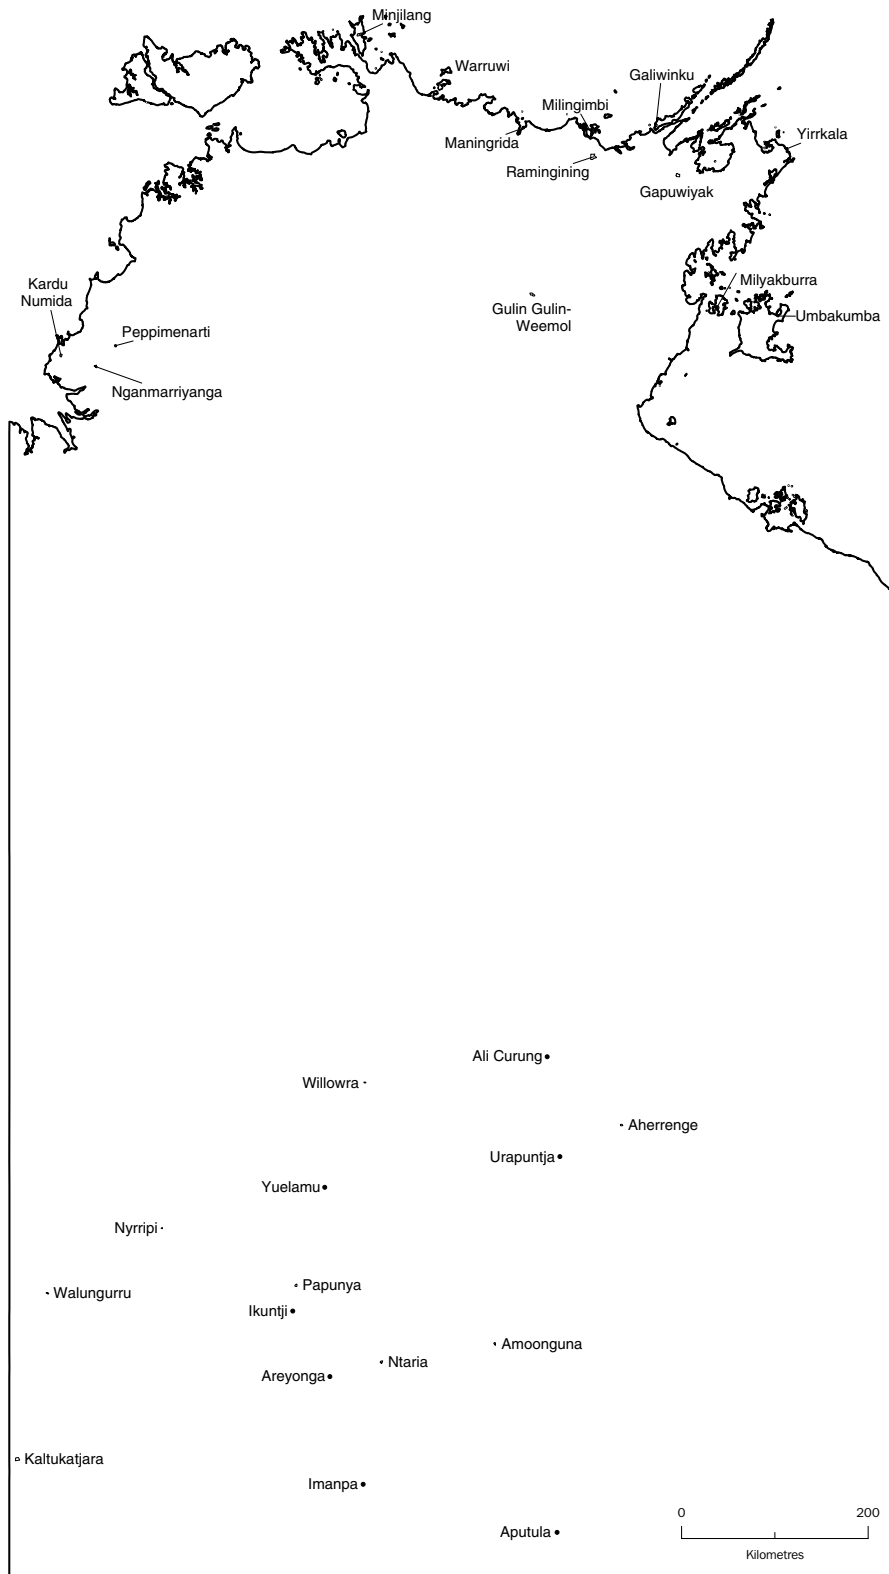 Minjilang
Warruwi
Galiwinku
Milingimbi
Maningrida
Yirrkala
Ramingining
Gapuwiyak
Kardu
Numida
Milyakburra
Gulin Gulin-
Weemol
Umbakumba
Peppimenarti
Nganmarriyanga
Ali Curung
Willowra
Aherrenge
Urapuntja
Yuelamu
Nyrripi
Papunya
Walungurru
Ikuntji
Amoonguna
Ntaria
Areyonga
Kaltukatjara
Imanpa
0 200
Aputula
Kilometres